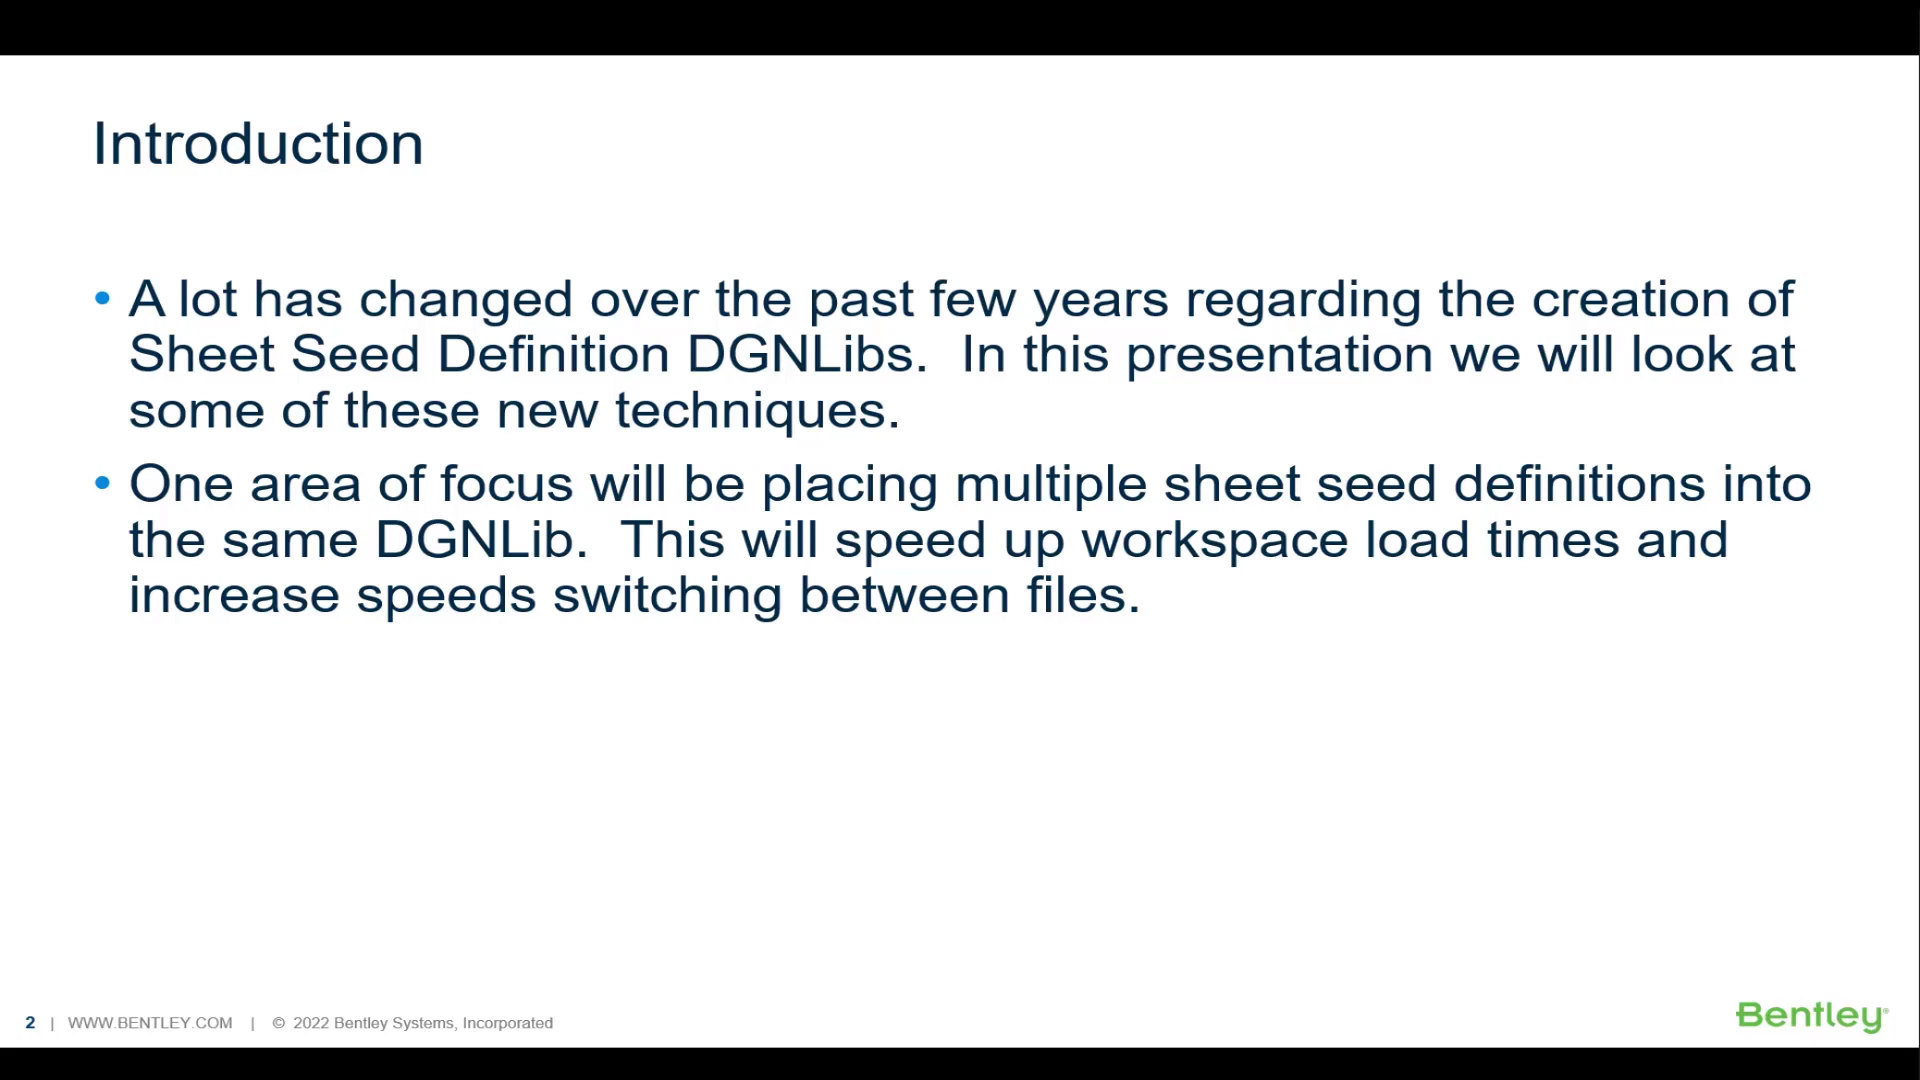 Introduction
• A lot has changed over the past few years regarding the creation of
Sheet Seed Definition DGNLibs.  In this presentation we will look at
some of these new techniques.
• One area of focus will be placing multiple sheet seed definitions into
the same DGNLib.  This will speed up workspace load times and
increase speeds switching between files.
2 | WWW.BENTLEY.COM | © 2022 Bentley Systems, Incorporated
Bentley®